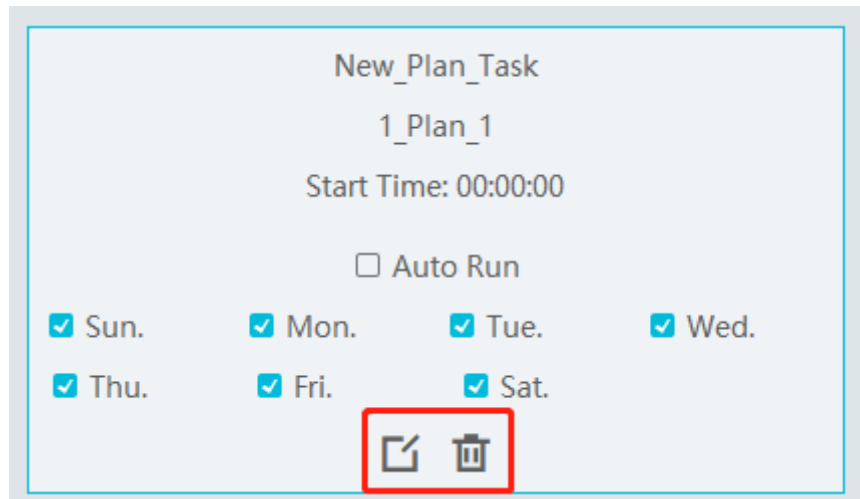 New_Plan_Task
1_Plan_1
Start Time: 00:00:00
Auto Run
Sun. Mon. Tue. Wed.
Thu. Fri. Sat.